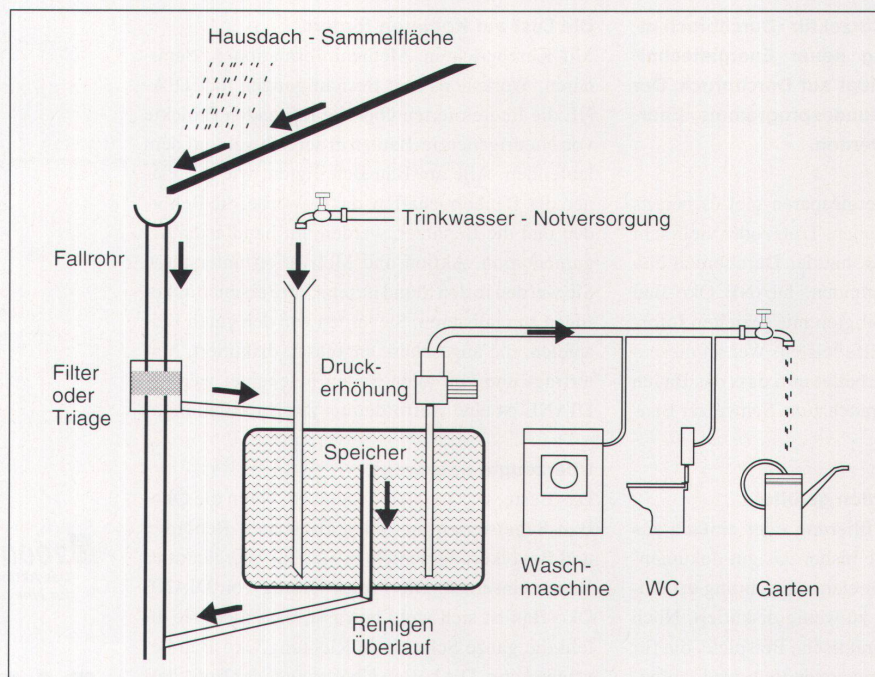 Hausdach - Sammelfläche
Trinkwasser - Notversorgung
Fallrohr
Filter
oder
Triage
Druck-
erhöhung
Speicher
Wasch-
maschine
WC
Garten
Reinigen
Überlauf